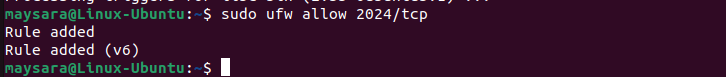 maysara@Linux-Ubuntu:~$ sudo ufw allow 2024/tcp
Rule added
Rule added (v6)
maysara@Linux-Ubuntu:~$